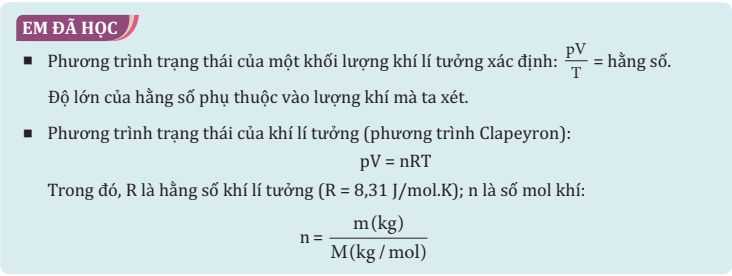 EM ĐÃ HỌC
▪ Phương trình trạng thái của một khối lượng khí lí tưởng xác định: pV/T = hằng số.
Độ lớn của hằng số phụ thuộc vào lượng khí mà ta xét.
▪ Phương trình trạng thái của khí lí tưởng (phương trình Clapeyron):
pV = nRT
Trong đó, R là hằng số khí lí tưởng (R = 8,31 J/mol.K); n là số mol khí:
n = m(kg) / M(kg / mol)